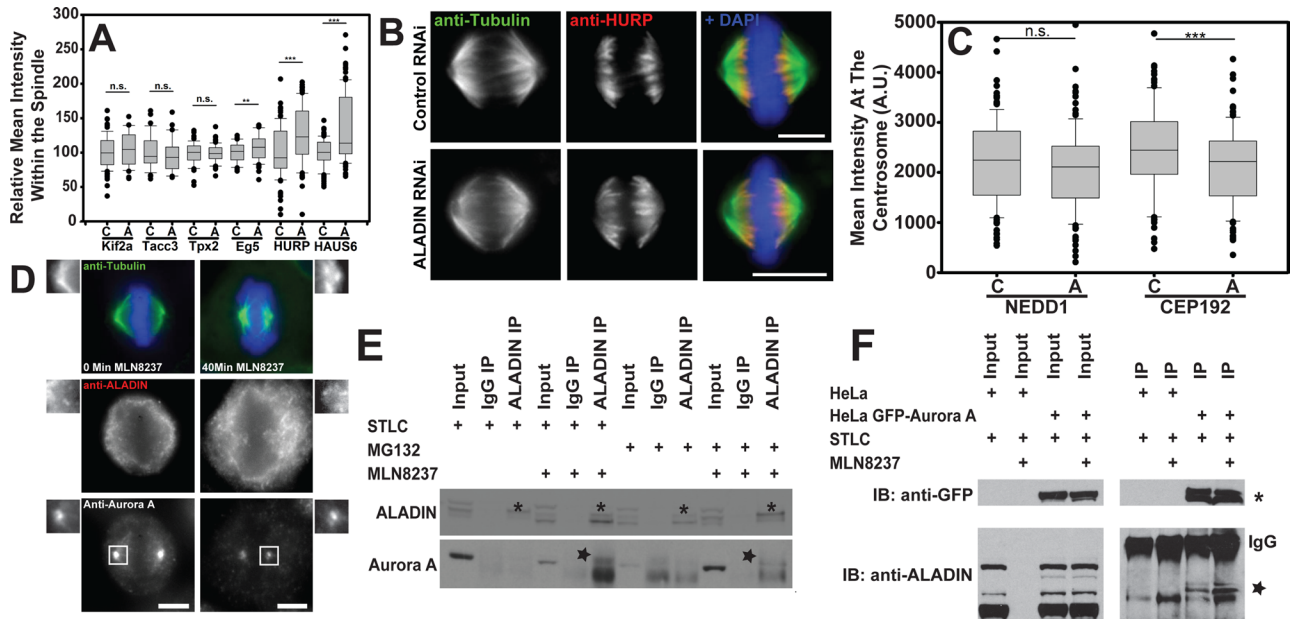 A
Relative Mean Intensity
Within the Spindle
300
250
200
150
100
50
0
n.s.
n.s.
n.s.
**
***
***
C A C A C A C A C A C A
Kif2a Tacc3 Tpx2 Eg5 HURP HAUS6
B
anti-Tubulin anti-HURP + DAPI
Control RNAi
ALADIN RNAi
C
Mean Intensity At The
Centrosome (A.U.)
5000
4000
3000
2000
1000
0
n.s.
***
C A C A
NEDD1 CEP192
D
anti-Tubulin
0 Min MLN8237 40Min MLN8237
anti-ALADIN
Anti-Aurora A
E
Input IgG IP ALADIN IP Input IgG IP ALADIN IP Input IgG IP ALADIN IP Input IgG IP ALADIN IP
STLC + + + + + +
MG132 + + + + + +
MLN8237 + + + + + +
ALADIN * * * *
Aurora A ★ ★
F
Input Input Input Input IP IP IP IP
HeLa + + + +
HeLa GFP-Aurora A + + + +
STLC + + + + + + + +
MLN8237 + + + +
IB: anti-GFP *
IgG
IB: anti-ALADIN ★